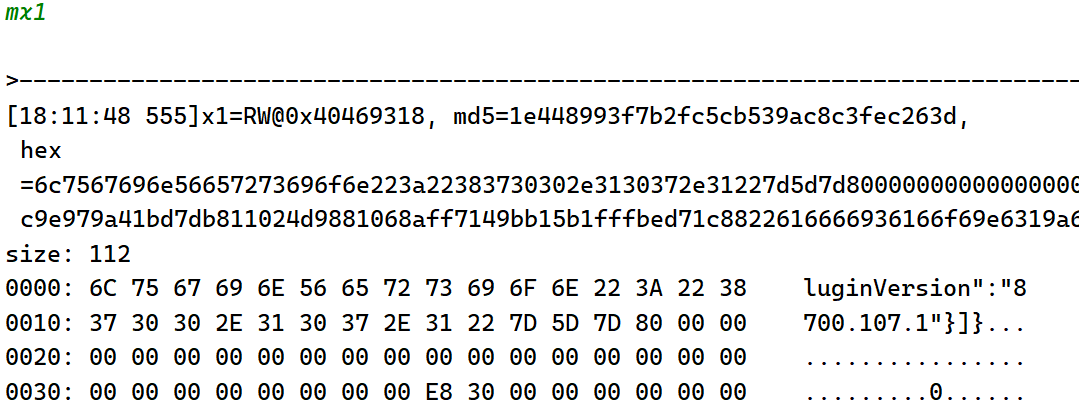 mx1
>-----------------------------------------------------------------------------
[18:11:48 555]x1=RW@0x40469318, md5=1e448993f7b2fc5cb539ac8c3fec263d,
hex
=6c7567696e56657273696f6e223a22383730302e3130372e31227d5d7d80000000000000000
c9e979a41bd7db811024d9881068aff7149bb15b1fffbed71c8822616666936166f69e6319a6
size: 112
0000: 6C 75 67 69 6E 56 65 72 73 69 6F 6E 22 3A 22 38    luginVersion":"8
0010: 37 30 30 2E 31 30 37 2E 31 22 7D 5D 7D 80 00 00    700.107.1"}]}...
0020: 00 00 00 00 00 00 00 00 00 00 00 00 00 00 00 00    ................
0030: 00 00 00 00 00 00 00 00 E8 30 00 00 00 00 00 00    .........0......